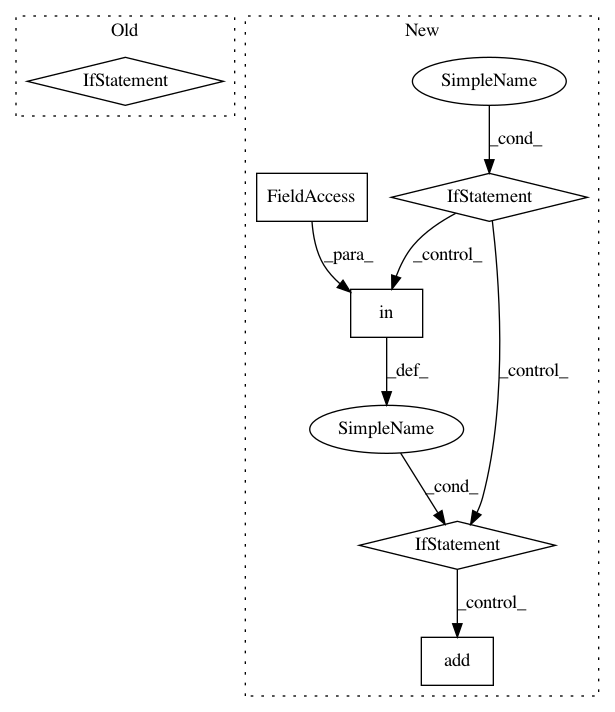 Old
New
IfStatement
SimpleName
_cond_
FieldAccess
IfStatement
_para_
_control_
in
_def_
_control_
SimpleName
_cond_
IfStatement
_control_
add